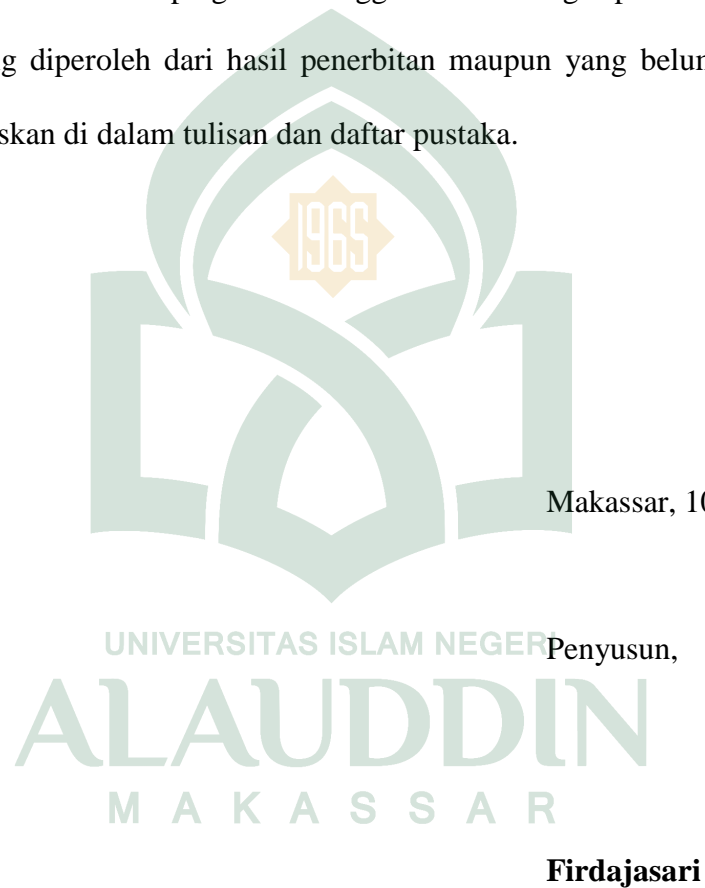 g diperoleh dari hasil penerbitan maupun yang belum
skan di dalam tulisan dan daftar pustaka.
1965
Makassar, 10
UNIVERSITAS ISLAM NEGERI
Penyusun,
ALAUDDIN
MAKASSAR
Firdajasari